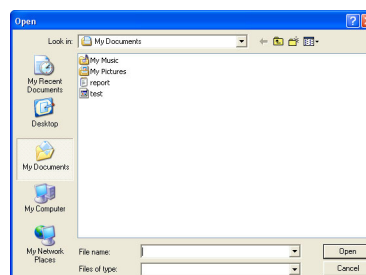 Open
Look in: My Documents
My Music
My Pictures
report
test
My Recent
Documents
Desktop
My Documents
My Computer
My Network
Places
File name: Open
Files of type: Cancel